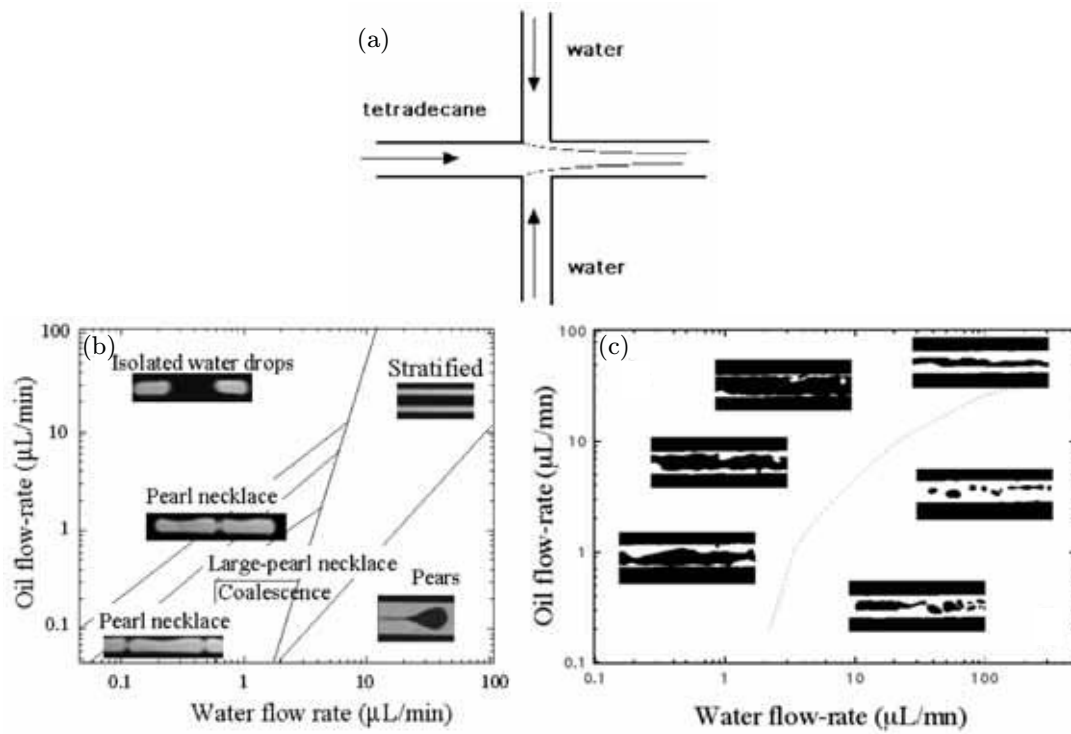 (a)
water
tetradecane
water
(b)
Isolated water drops
Stratified
Pearl necklace
Large-pearl necklace
Coalescence
Pears
Pearl necklace
100
10
1
0.1
Oil flow-rate (μL/min)
0.1
1
10
100
Water flow rate (μL/min)
(c)
100
10
1
0.1
Oil flow-rate (μL/mn)
0.1
1
10
100
Water flow-rate (μL/mn)